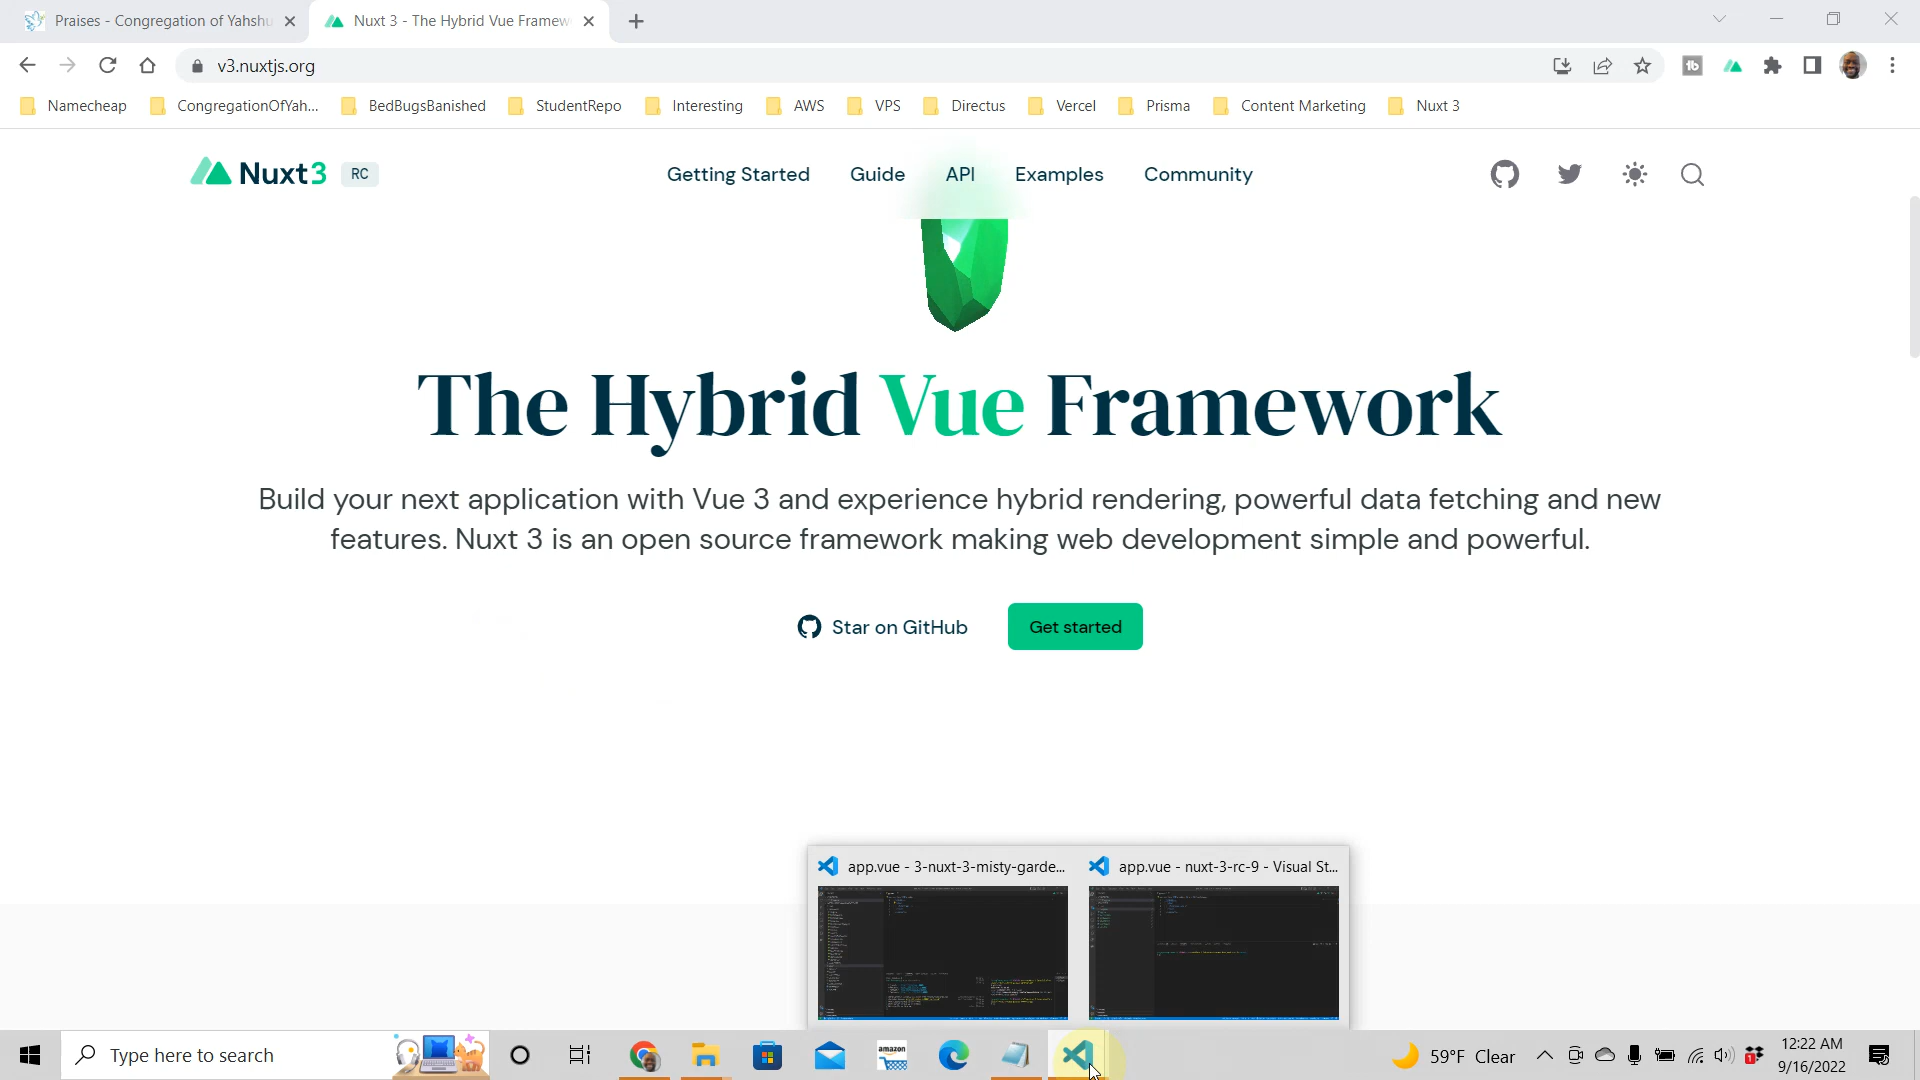 Praises - Congregation of Yahshu
Nuxt 3 - The Hybrid Vue Framew
v3.nuxtjs.org
Namecheap
CongregationOfYah...
BedBugsBanished
StudentRepo
Interesting
AWS
VPS
Directus
Vercel
Prisma
Content Marketing
Nuxt 3
Nuxt3 RC
Getting Started
Guide
API
Examples
Community
The Hybrid Vue Framework
Build your next application with Vue 3 and experience hybrid rendering, powerful data fetching and new
features. Nuxt 3 is an open source framework making web development simple and powerful.
Star on GitHub
Get started
app.vue - 3-nuxt-3-misty-garde...
app.vue - nuxt-3-rc-9 - Visual St...
Type here to search
amazon
59°F Clear
12:22 AM
9/16/2022